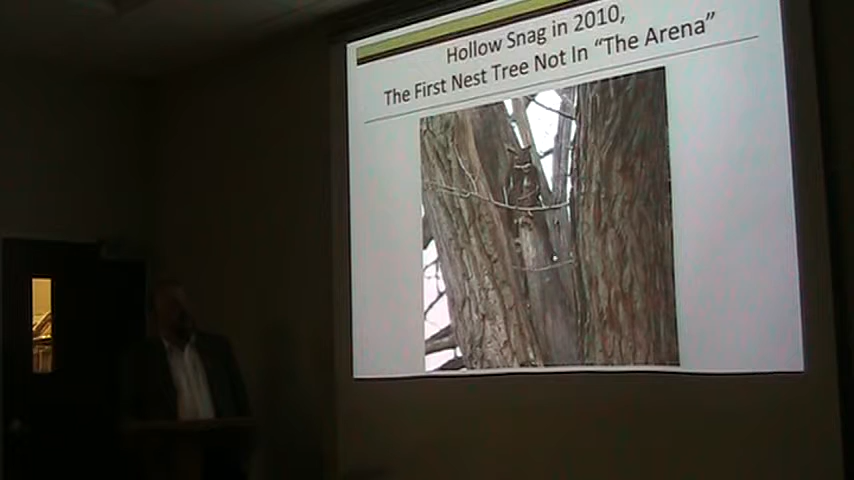 Hollow Snag in 2010,
The First Nest Tree Not In “The Arena”